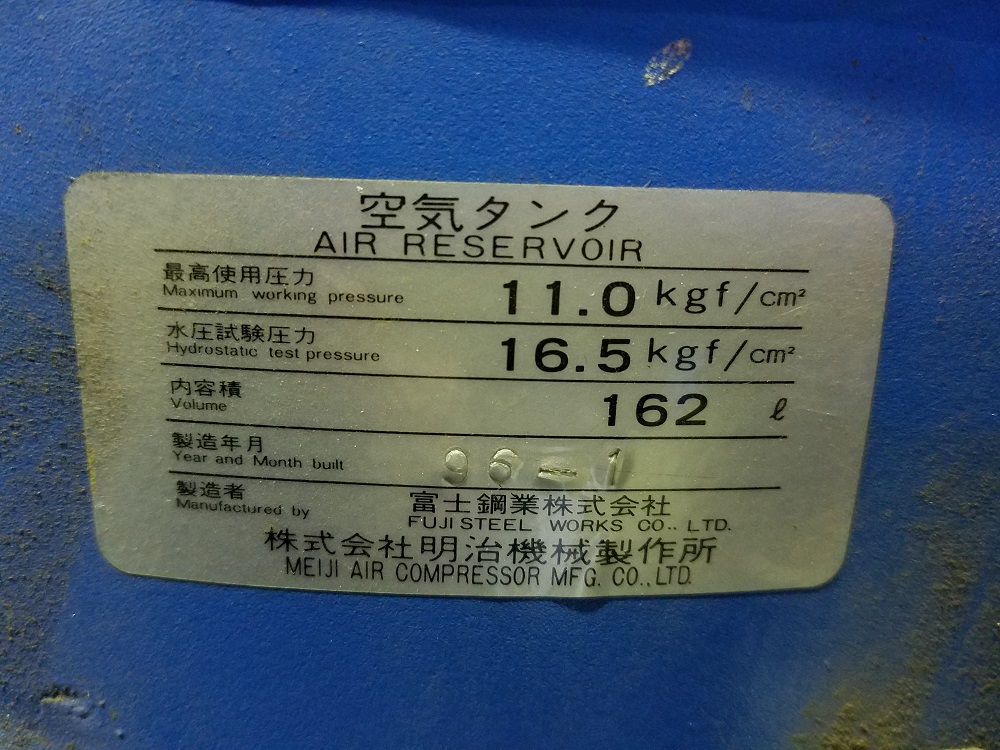 空気タンク
AIR RESERVOIR
最高使用圧力
Maximum working pressure
11.0 kgf/cm²
水圧試験圧力
Hydrostatic test pressure
16.5 kgf/cm²
内容積
Volume
162 ℓ
製造年月
Year and Month built
96-1
製造者
Manufactured by
富士鋼業株式会社
FUJI STEEL WORKS CO., LTD.
株式会社明治機械製作所
MEIJI AIR COMPRESSOR MFG. CO., LTD.